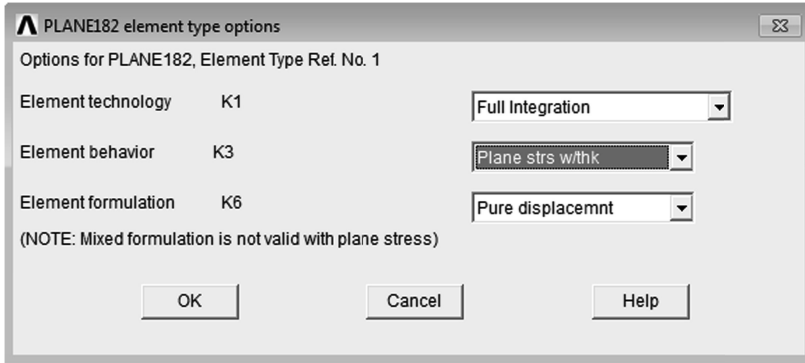 PLANE182 element type options
Options for PLANE182, Element Type Ref. No. 1
Element technology K1 Full Integration
Element behavior K3 Plane strs w/thk
Element formulation K6 Pure displacemnt
(NOTE: Mixed formulation is not valid with plane stress)
OK Cancel Help